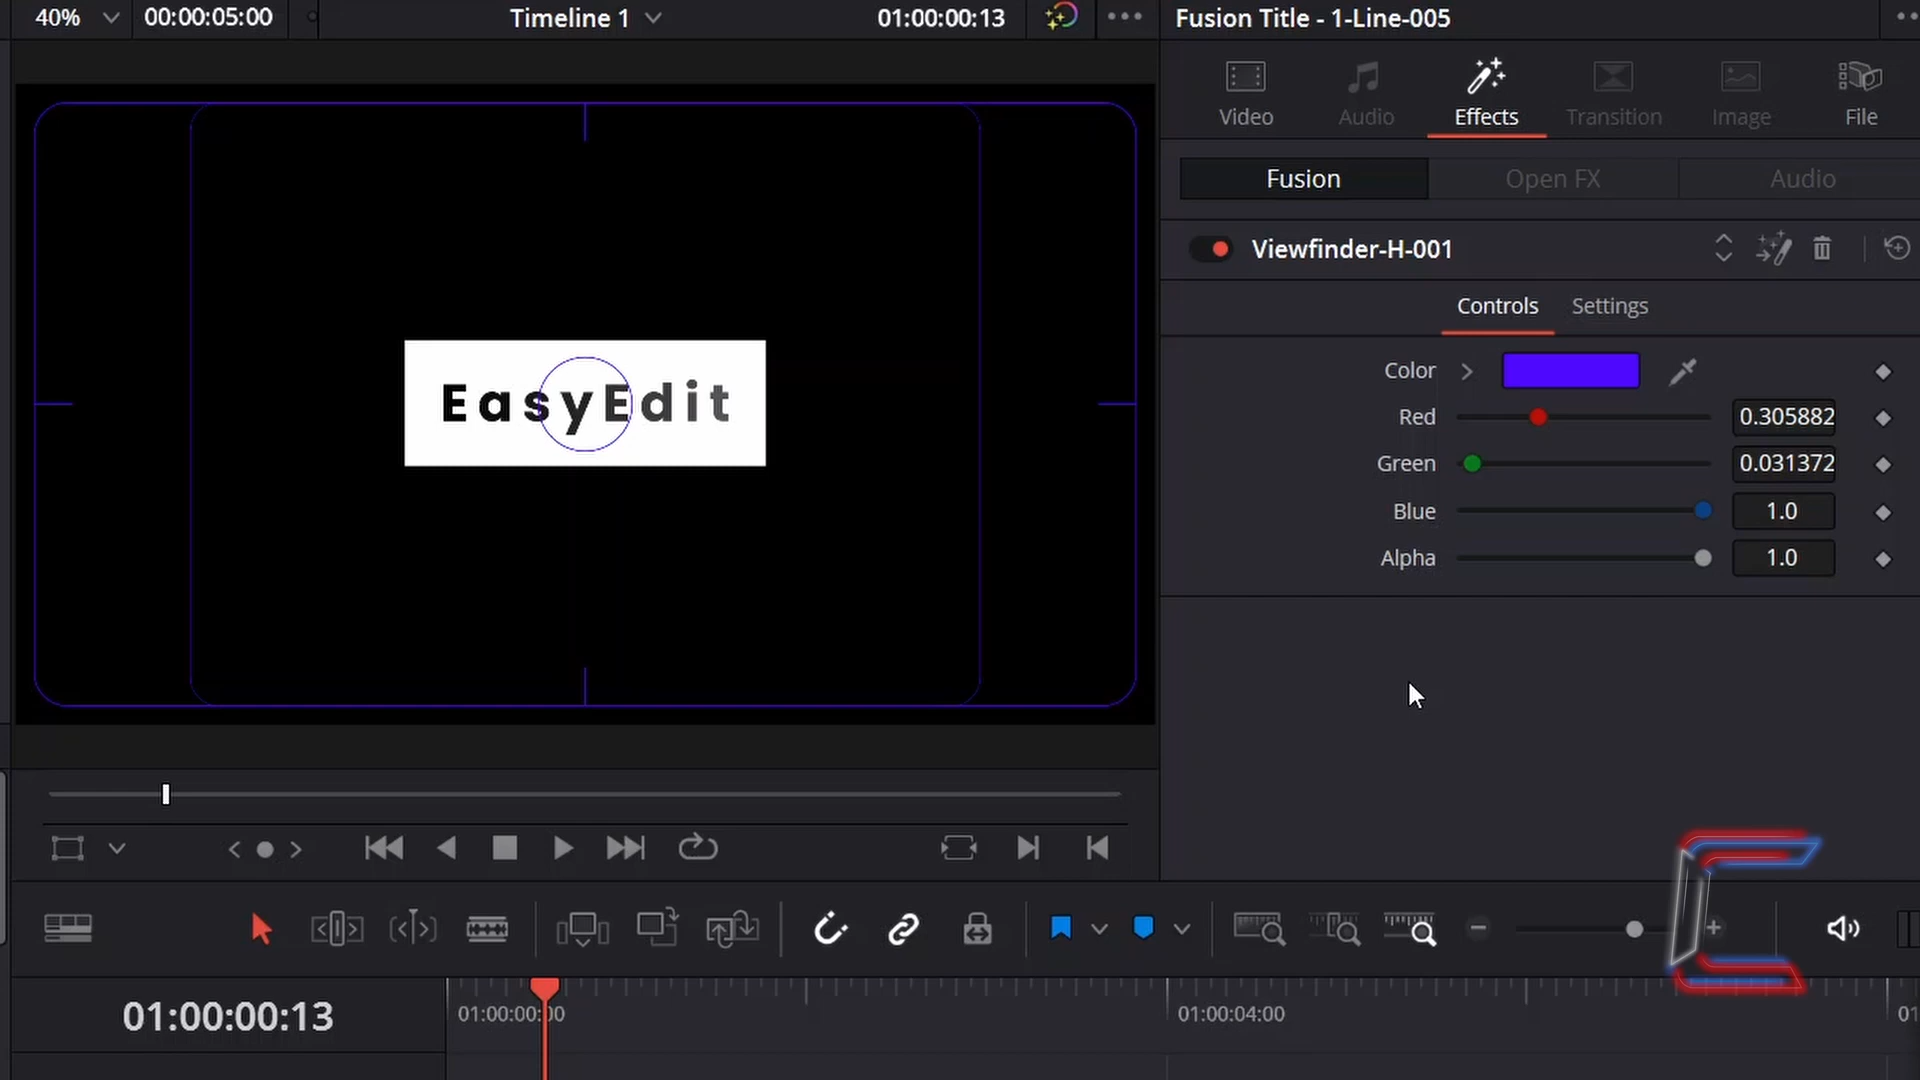 40%
00:00:05:00
Timeline 1
01:00:00:13
Fusion Title - 1-Line-005
Video
Audio
Effects
Transition
Image
File
Fusion
Open FX
Audio
Viewfinder-H-001
Controls
Settings
EasyEdit
Color
Red
0.305882
Green
0.031372
Blue
1.0
Alpha
1.0
01:00:00:13
01:00:00:00
01:00:04:00
01